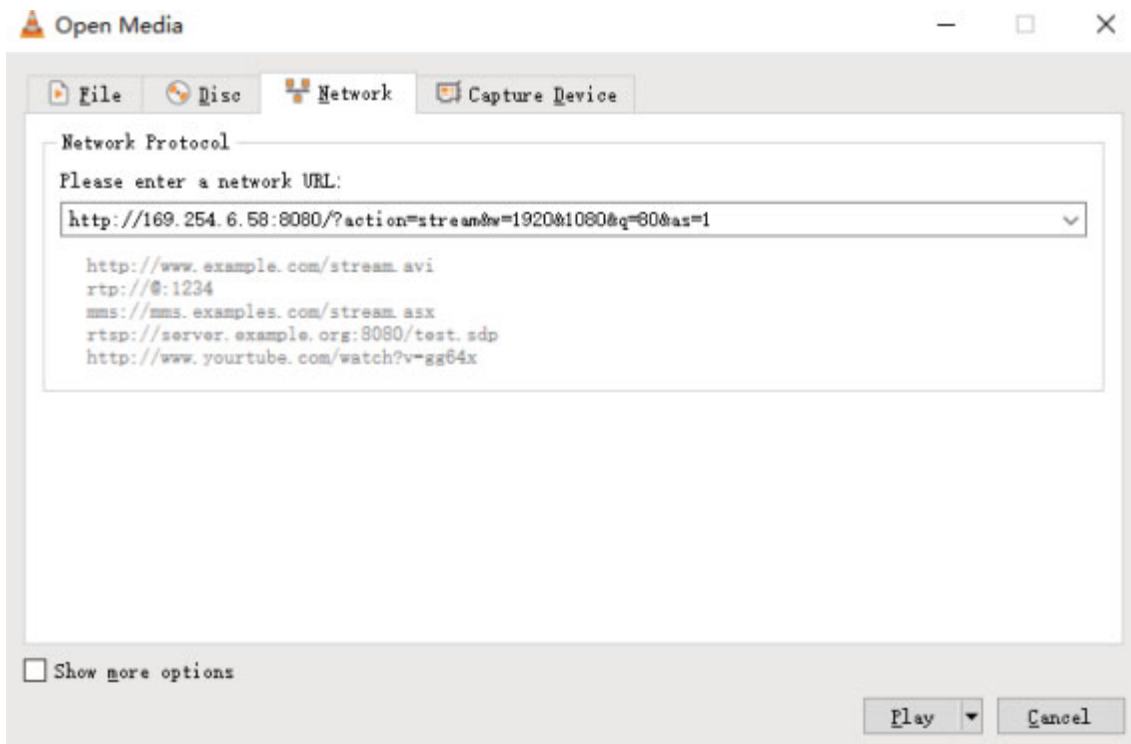 Open Media
File Disc Network Capture Device
Network Protocol
Please enter a network URL:
http://169.254.6.58:8080/?action=stream&w=1920&1080&q=80&as=1
http://www.example.com/stream.avi
rtp://@:1234
mms://mms.examples.com/stream.asx
rtsp://server.example.org:8080/test.sdp
http://www.yourtube.com/watch?v=gg64x
Show more options
Play Cancel